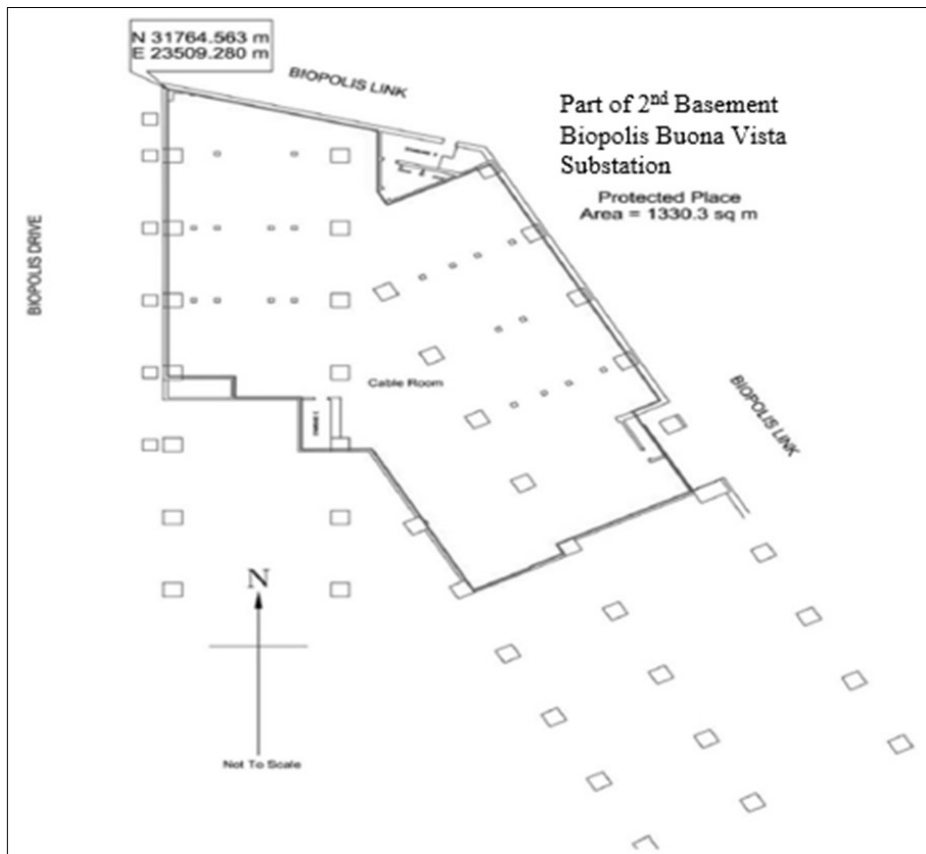 N 31764.563 m
E 23509.280 m
BIOPOLIS LINK
Part of 2nd Basement
Biopolis Buona Vista
Substation
Protected Place
Area = 1330.3 sq m
BIOPOLIS DRIVE
Cable Room
BIOPOLIS LINK
N
Not To Scale